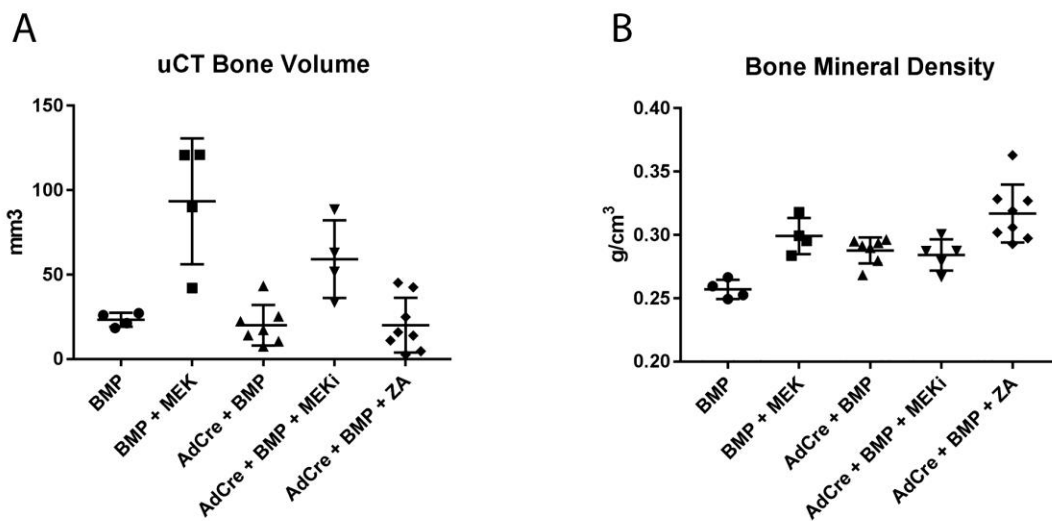 A
uCT Bone Volume
mm3
150
100
50
0
BMP
BMP + MEK
AdCre + BMP
AdCre + BMP + MEKi
AdCre + BMP + ZA
B
Bone Mineral Density
g/cm³
0.40
0.35
0.30
0.25
0.20
BMP
BMP + MEK
AdCre + BMP
AdCre + BMP + MEKi
AdCre + BMP + ZA